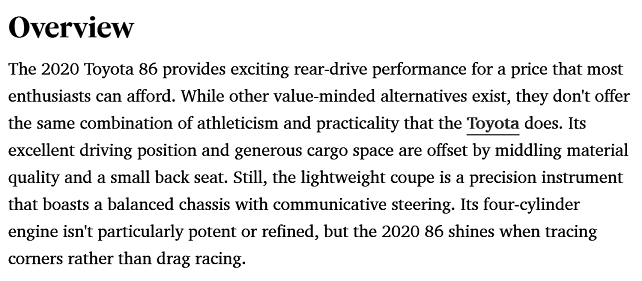 Overview
The 2020 Toyota 86 provides exciting rear-drive performance for a price that most
enthusiasts can afford. While other value-minded alternatives exist, they don't offer
the same combination of athleticism and practicality that the Toyota does. Its
excellent driving position and generous cargo space are offset by middling material
quality and a small back seat. Still, the lightweight coupe is a precision instrument
that boasts a balanced chassis with communicative steering. Its four-cylinder
engine isn't particularly potent or refined, but the 2020 86 shines when tracing
corners rather than drag racing.